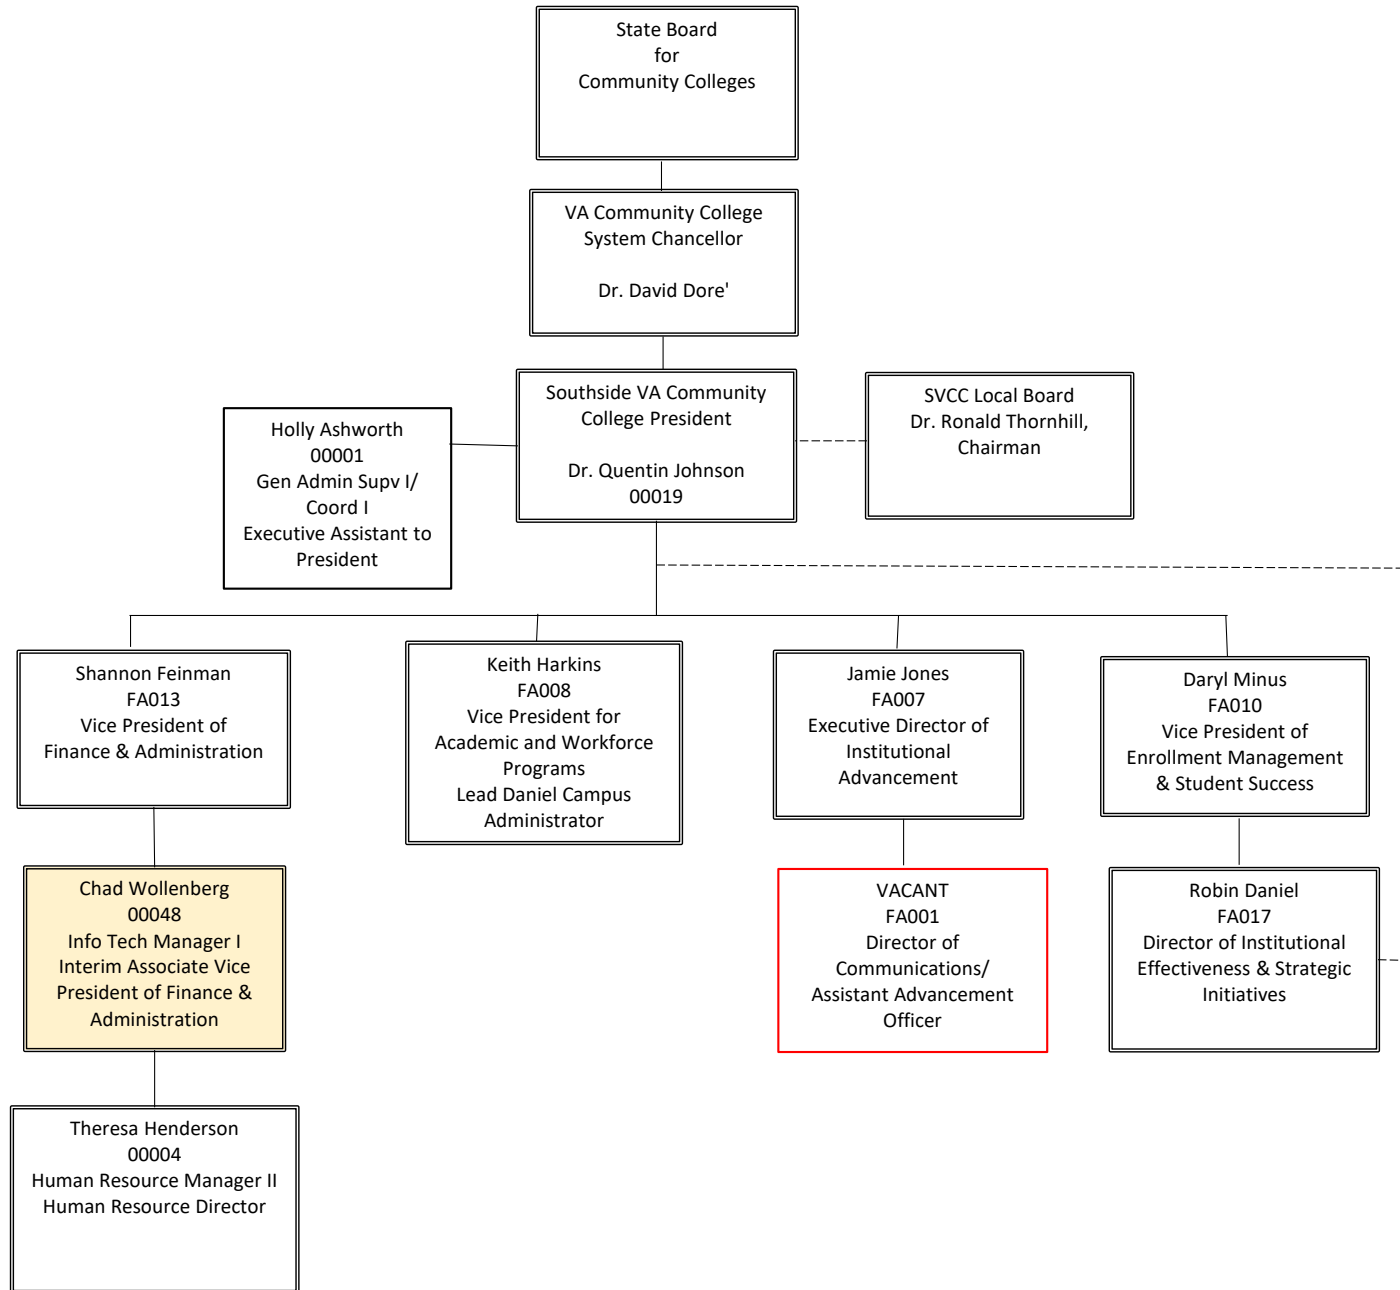 State Board
for
Community Colleges
VA Community College
System Chancellor
Dr. David Dore'
Southside VA Community
College President
Dr. Quentin Johnson
00019
SVCC Local Board
Dr. Ronald Thornhill,
Chairman
Holly Ashworth
00001
Gen Admin Supv I/
Coord I
Executive Assistant to
President
Shannon Feinman
FA013
Vice President of
Finance & Administration
Keith Harkins
FA008
Vice President for
Academic and Workforce
Programs
Lead Daniel Campus
Administrator
Jamie Jones
FA007
Executive Director of
Institutional
Advancement
Daryl Minus
FA010
Vice President of
Enrollment Management
& Student Success
Chad Wollenberg
00048
Info Tech Manager I
Interim Associate Vice
President of Finance &
Administration
VACANT
FA001
Director of
Communications/
Assistant Advancement
Officer
Robin Daniel
FA017
Director of Institutional
Effectiveness & Strategic
Initiatives
Theresa Henderson
00004
Human Resource Manager II
Human Resource Director